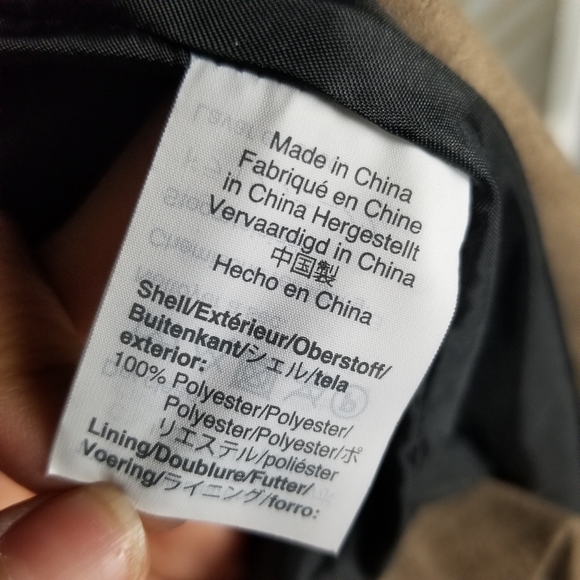 Made in China
Fabriqué en Chine
in China Hergestellt
Vervaardigd in China
中国製
Hecho en China
Shell/Extérieur/Oberstoff/
Buitenkant/シェル/tela
exterior:
100% Polyester/Polyester/
Polyester/Polyester/ポ
リエステル/poliéster
Lining/Doublure/Futter/
Voering/ライニング/forro: